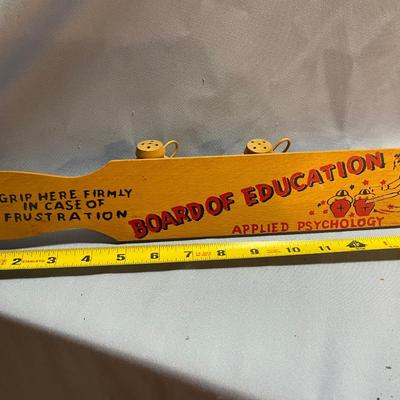 GRIP HERE FIRMLY
IN CASE OF
FRUSTRATION
BOARD OF EDUCATION
APPLIED PSYCHOLOGY
2 3 4 5 6 7 8 9 10 11